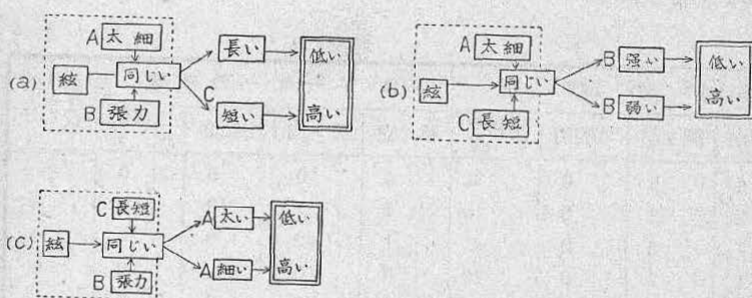 (a)
A 太細
絃
同じい
B 張力
長い
C
短い
低い
高い
(b)
A 太細
絃
同じい
C 長短
B 强い
B 弱い
低い
高い
(c)
C 長短
絃
同じい
B 張力
A 太い
A 細い
低い
高い